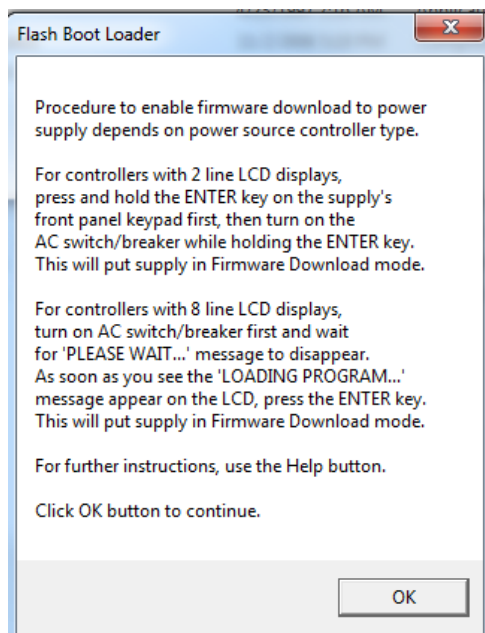 Flash Boot Loader
Procedure to enable firmware download to power
supply depends on power source controller type.
For controllers with 2 line LCD displays,
press and hold the ENTER key on the supply's
front panel keypad first, then turn on the
AC switch/breaker while holding the ENTER key.
This will put supply in Firmware Download mode.
For controllers with 8 line LCD displays,
turn on AC switch/breaker first and wait
for 'PLEASE WAIT...' message to disappear.
As soon as you see the 'LOADING PROGRAM...'
message appear on the LCD, press the ENTER key.
This will put supply in Firmware Download mode.
For further instructions, use the Help button.
Click OK button to continue.
OK